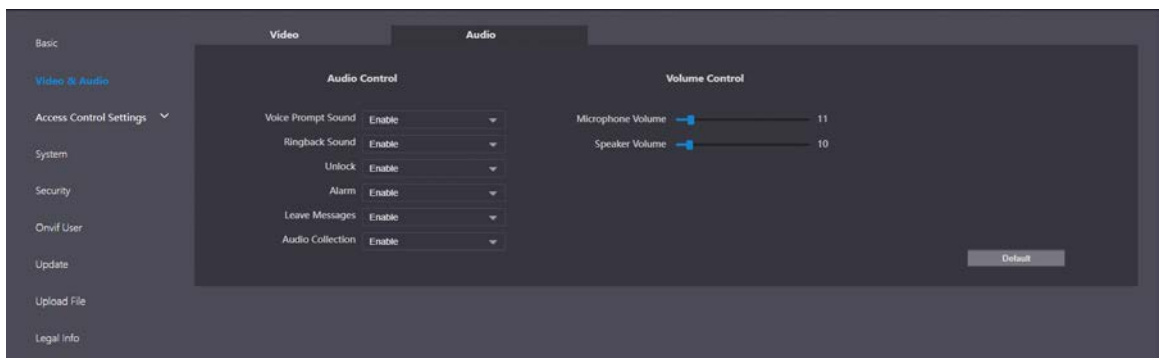 Basic
Video & Audio
Access Control Settings
System
Security
Onvif User
Update
Upload File
Legal Info
Video Audio
Audio Control
Voice Prompt Sound Enable
Ringback Sound Enable
Unlock Enable
Alarm Enable
Leave Messages Enable
Audio Collection Enable
Volume Control
Microphone Volume 11
Speaker Volume 10
Default